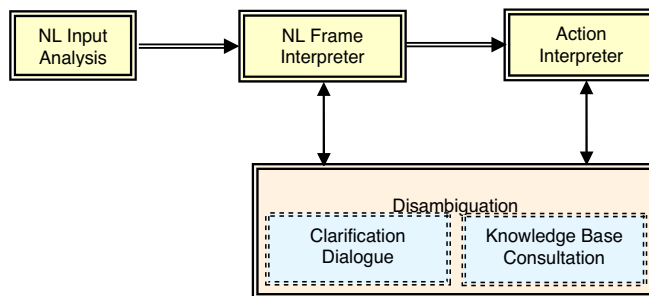 NL Input
Analysis
NL Frame
Interpreter
Action
Interpreter
Disambiguation
Clarification
Dialogue
Knowledge Base
Consultation